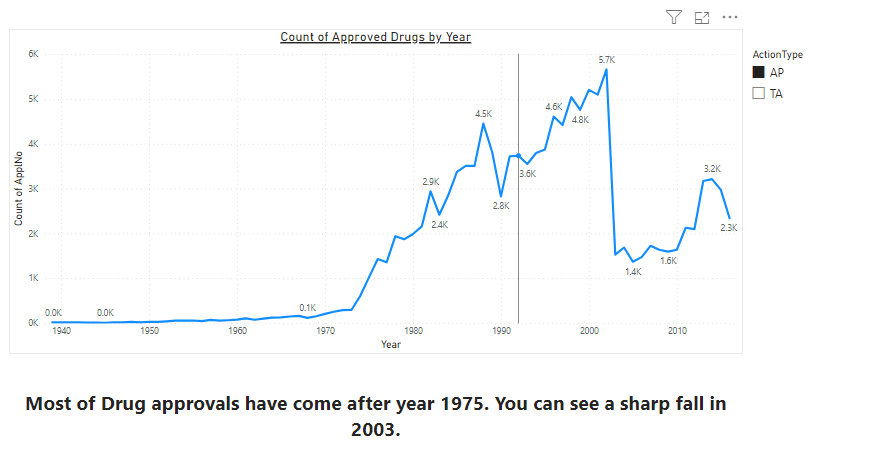 Count of Approved Drugs by Year
ActionType
AP
TA
Count of ApplNo
6K
5K
4K
3K
2K
1K
0K
0.0K
0.0K
0.1K
2.9K
2.4K
4.5K
2.8K
3.6K
4.6K
4.8K
5.7K
1.4K
1.6K
3.2K
2.3K
1940 1950 1960 1970 1980 1990 2000 2010
Year
Most of Drug approvals have come after year 1975. You can see a sharp fall in
2003.